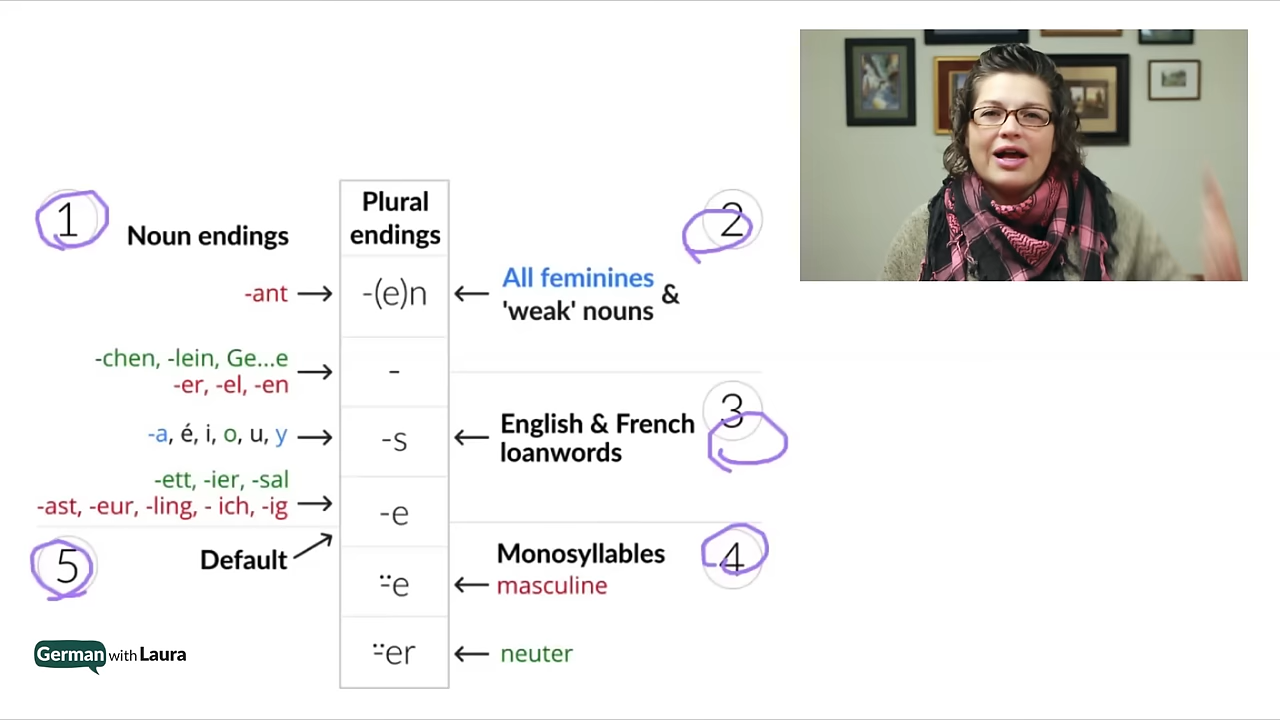 1
Noun endings
-ant
-chen, -lein, Ge...e
-er, -el, -en
-a, é, i, o, u, y
-ett, -ier, -sal
-ast, -eur, -ling, - ich, -ig
5
Default
Plural
endings
-(e)n
-
-s
-e
-̈e
-̈er
2
All feminines
'weak' nouns &
3
English & French
loanwords
4
Monosyllables
masculine
neuter
German with Laura